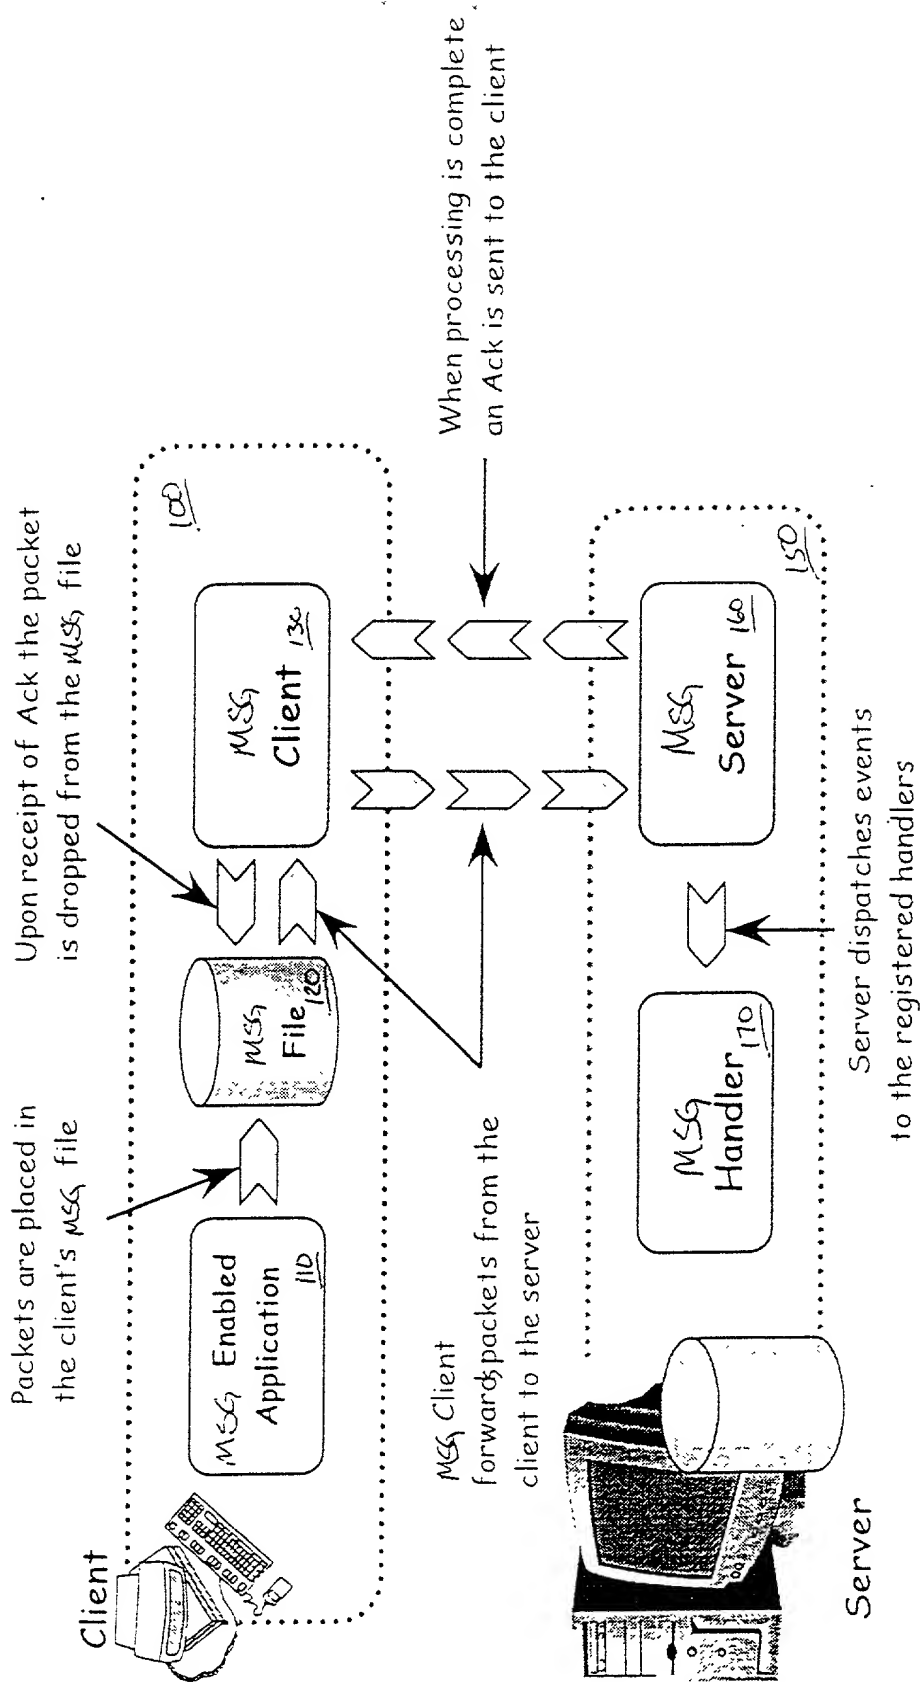 Client
Packets are placed in
the client's MSG file
Upon receipt of Ack the packet
is dropped from the MSG file
100
MSG Enabled
Application
110
MSG
File
120
MSG
Client
130
MSG Client
forwards packets from the
client to the server
When processing is complete
an Ack is sent to the client
Server
MSG
Handler
170
MSG
Server
160
150
Server dispatches events
to the registered handlers